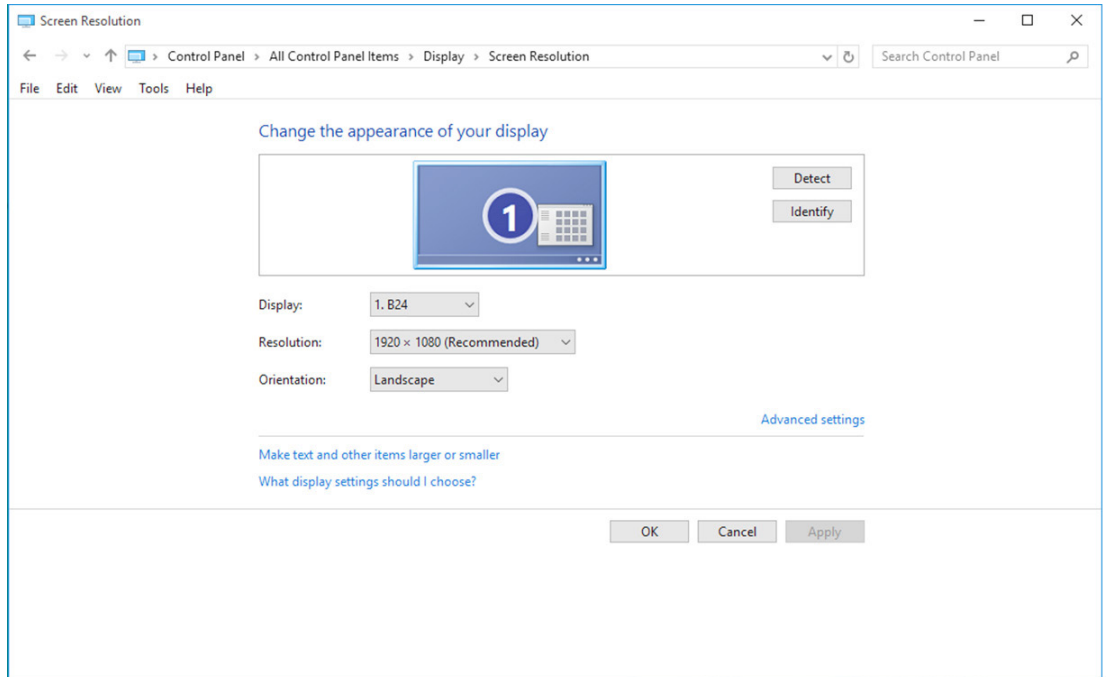 Screen Resolution
Control Panel > All Control Panel Items > Display > Screen Resolution
Search Control Panel
File Edit View Tools Help
Change the appearance of your display
1
Detect
Identify
Display: 1. B24
Resolution: 1920 × 1080 (Recommended)
Orientation: Landscape
Advanced settings
Make text and other items larger or smaller
What display settings should I choose?
OK Cancel Apply